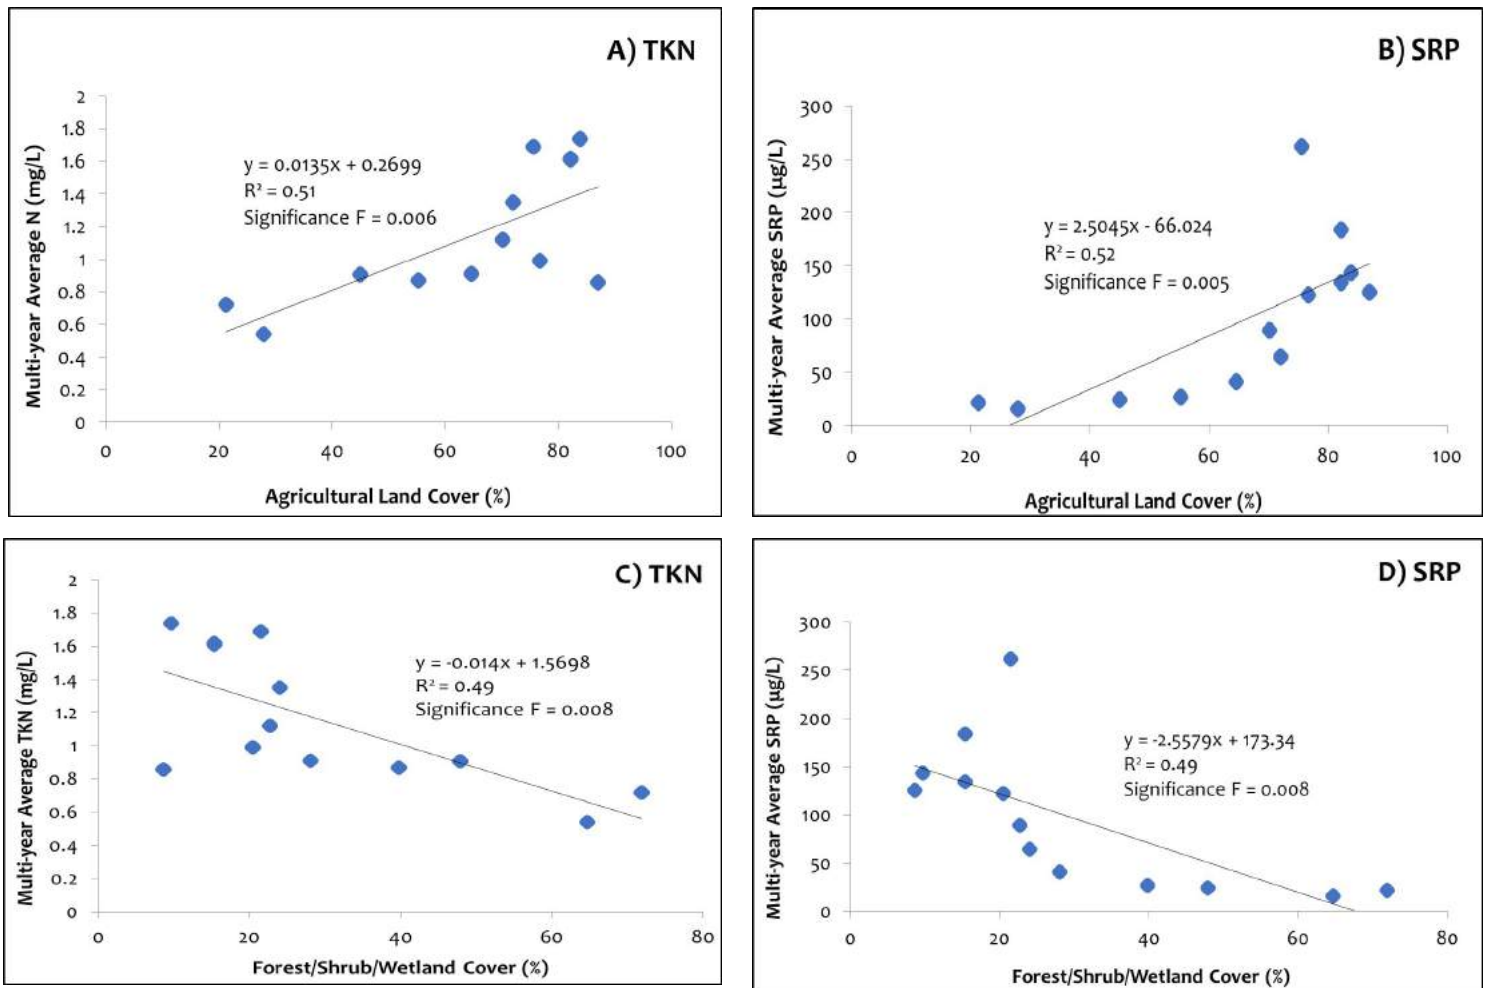 A) TKN
Multi-year Average N (mg/L)
2
1.8
1.6
1.4
1.2
1
0.8
0.6
0.4
0.2
0
y = 0.0135x + 0.2699
R² = 0.51
Significance F = 0.006
0 20 40 60 80 100
Agricultural Land Cover (%)
B) SRP
Multi-year Average SRP (µg/L)
300
250
200
150
100
50
0
y = 2.5045x - 66.024
R² = 0.52
Significance F = 0.005
0 20 40 60 80 100
Agricultural Land Cover (%)
C) TKN
Multi-year Average TKN (mg/L)
2
1.8
1.6
1.4
1.2
1
0.8
0.6
0.4
0.2
0
y = -0.014x + 1.5698
R² = 0.49
Significance F = 0.008
0 20 40 60 80
Forest/Shrub/Wetland Cover (%)
D) SRP
Multi-year Average SRP (µg/L)
300
250
200
150
100
50
0
y = -2.5579x + 173.34
R² = 0.49
Significance F = 0.008
0 20 40 60 80
Forest/Shrub/Wetland Cover (%)